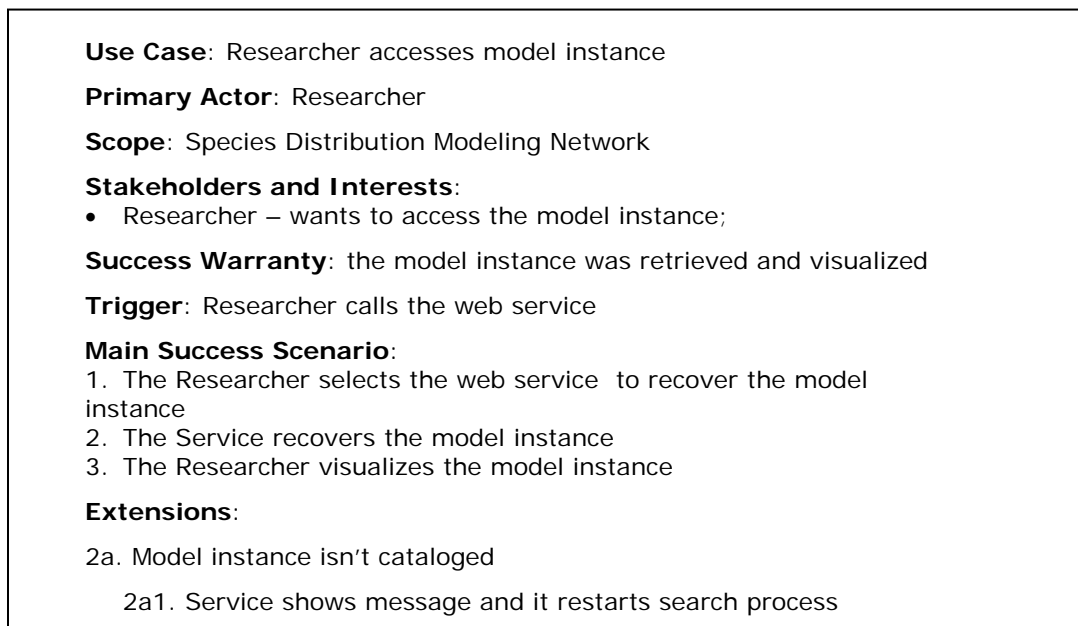 Use Case: Researcher accesses model instance
Primary Actor: Researcher
Scope: Species Distribution Modeling Network
Stakeholders and Interests:
• Researcher – wants to access the model instance;
Success Warranty: the model instance was retrieved and visualized
Trigger: Researcher calls the web service
Main Success Scenario:
1. The Researcher selects the web service to recover the model
instance
2. The Service recovers the model instance
3. The Researcher visualizes the model instance
Extensions:
2a. Model instance isn't cataloged
2a1. Service shows message and it restarts search process